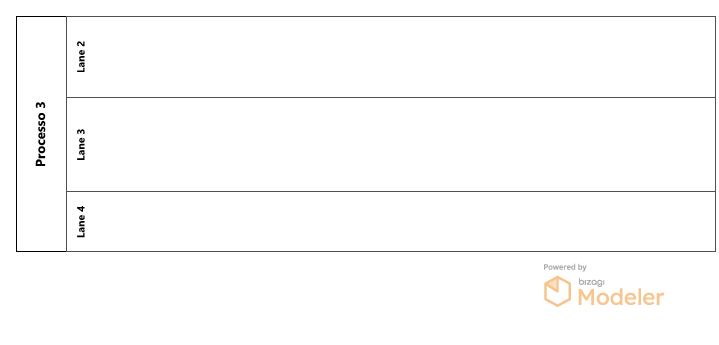 Processo 3
Lane 2
Lane 3
Lane 4
Powered by
bizagi
Modeler